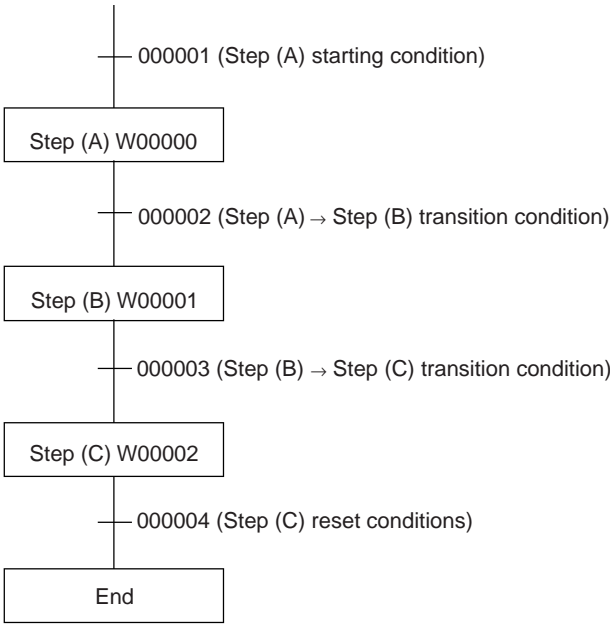 000001 (Step (A) starting condition)
Step (A) W00000
000002 (Step (A) → Step (B) transition condition)
Step (B) W00001
000003 (Step (B) → Step (C) transition condition)
Step (C) W00002
000004 (Step (C) reset conditions)
End